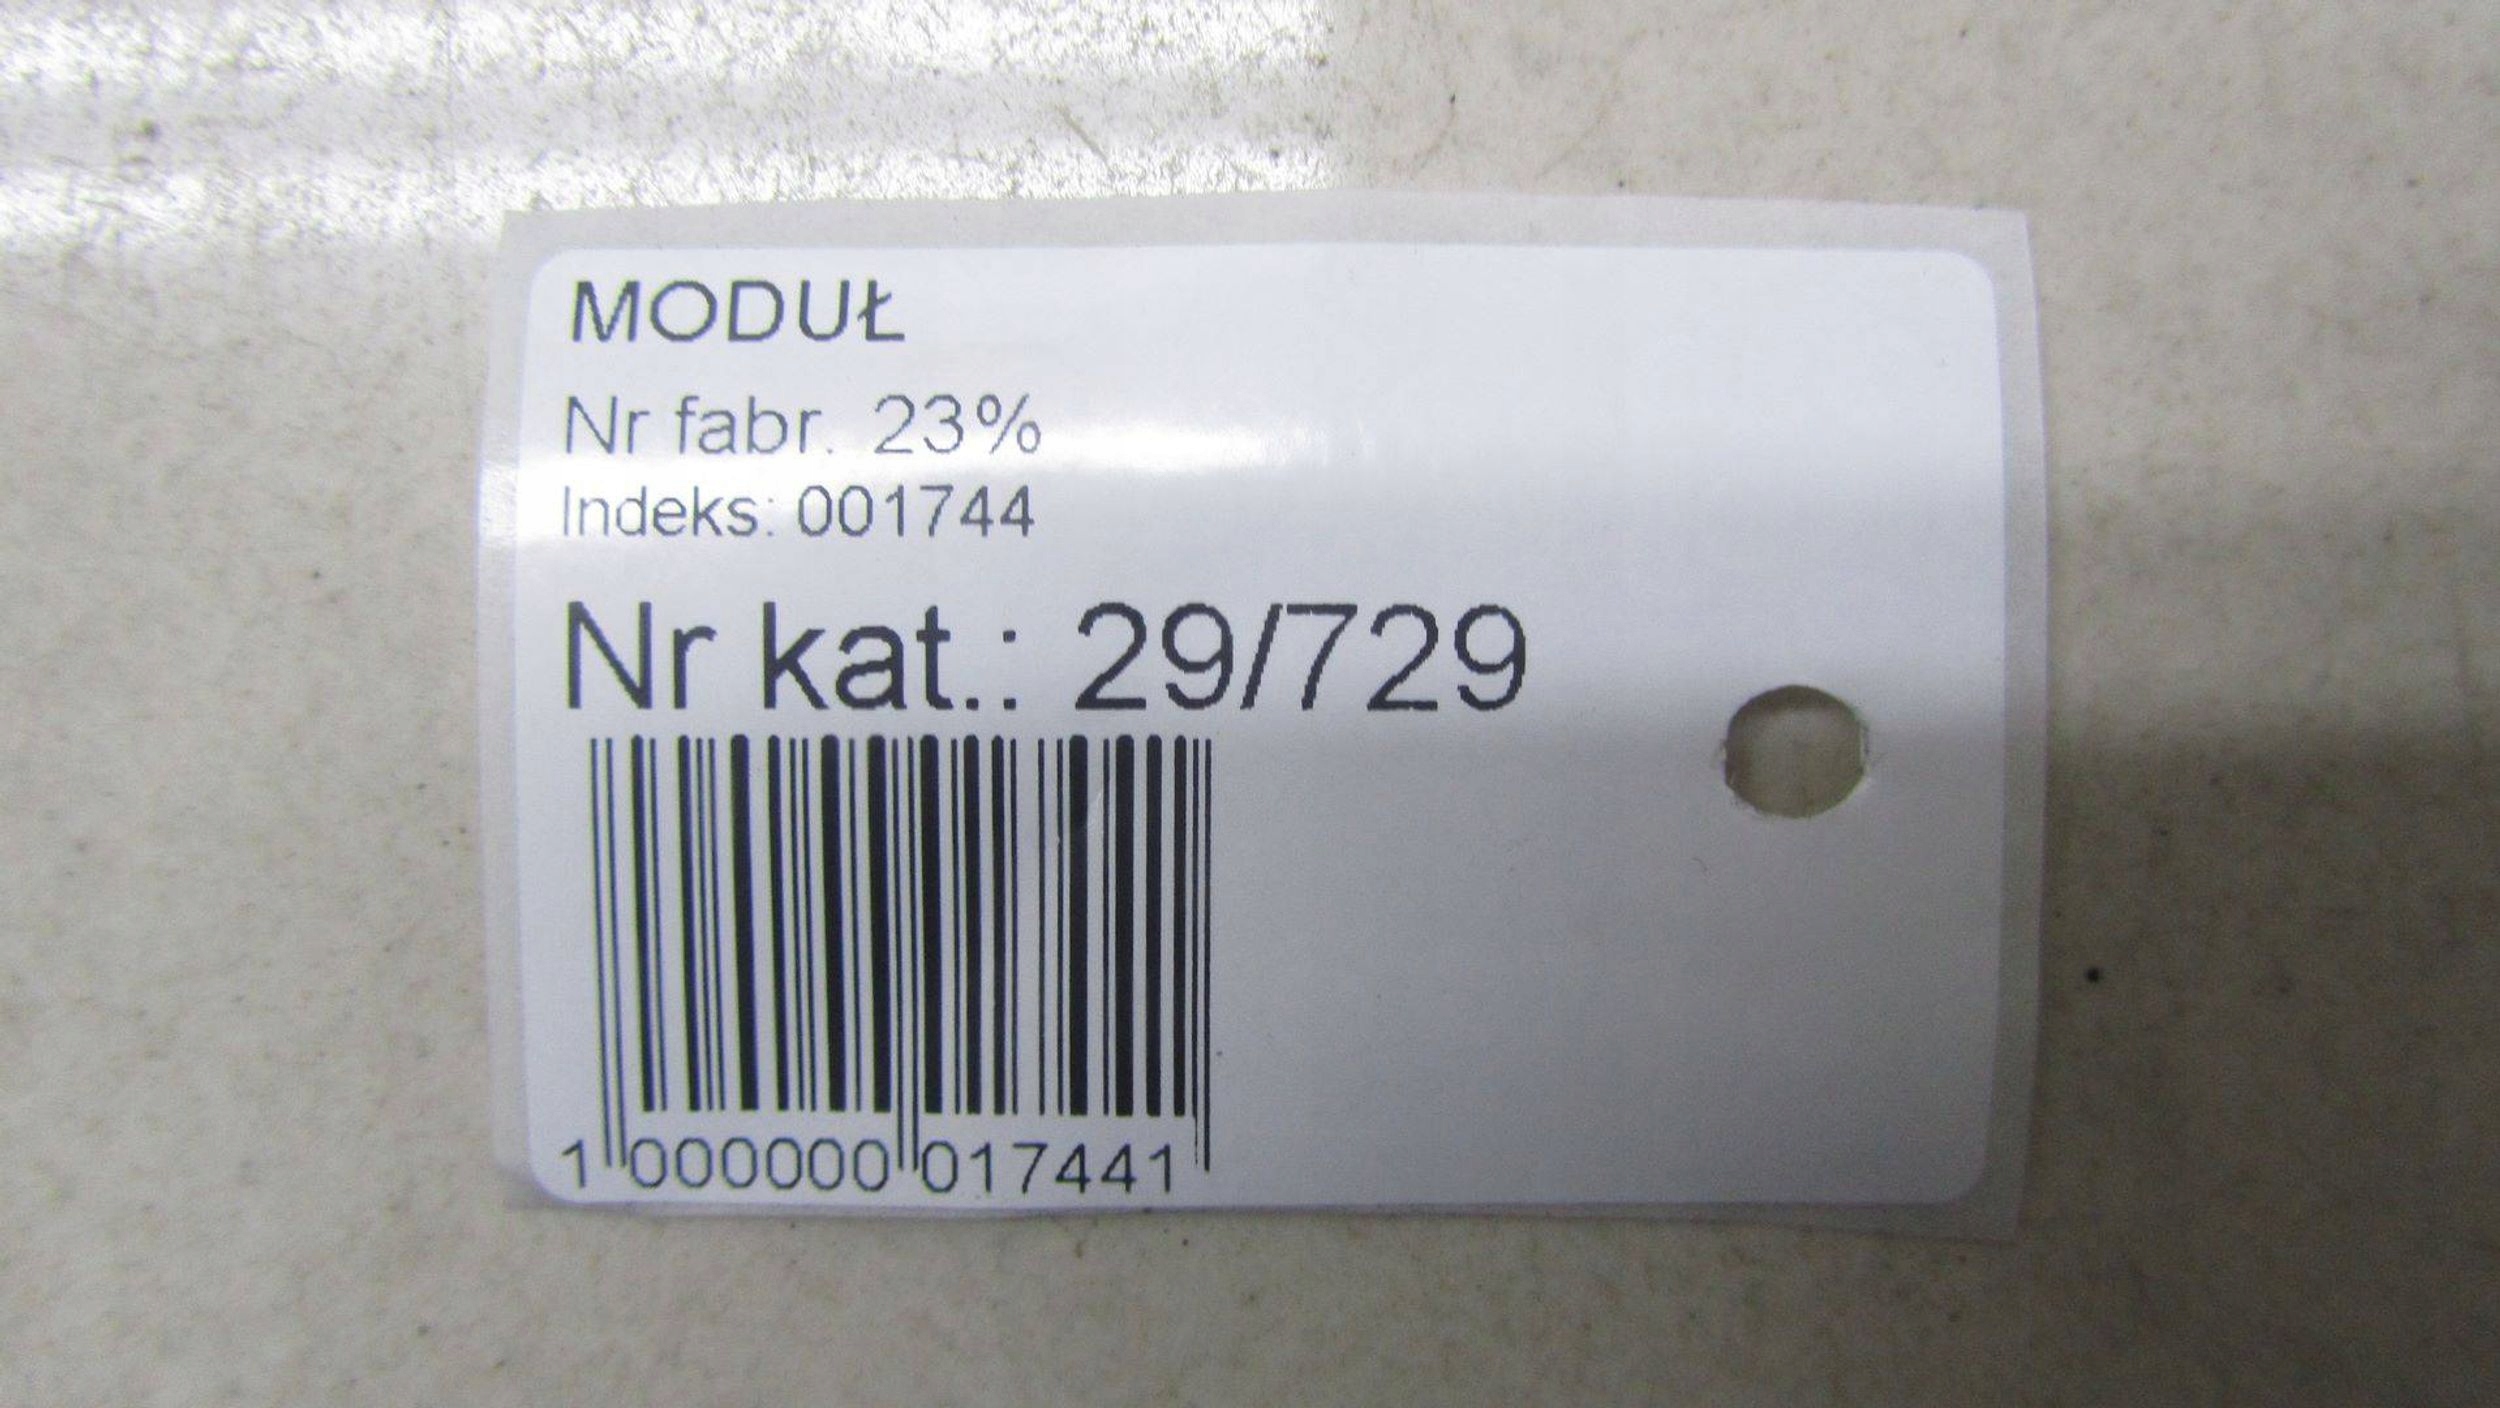 MODUŁ
Nr fabr. 23%
Indeks: 001744
Nr kat.: 29/729
1 000000 017441